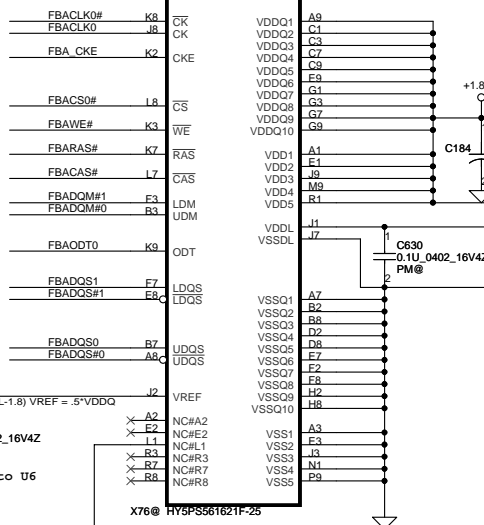 FBACLK0# K8 CK VDDQ1 A9
FBACLK0 J8 CK VDDQ2 C1
VDDQ3 C3
FBA_CKE K2 CKE VDDQ4 C7
VDDQ5 C9
VDDQ6 E9
VDDQ7 G1
FBACS0# L8 CS VDDQ8 G3
VDDQ9 G7
FBAWE# K3 WE VDDQ10 G9
+1.8
C184
FBARAS# K7 RAS VDD1 A1
VDD2 E1
FBACAS# L7 CAS VDD3 J9
VDD4 M9
FBADQM#1 F3 LDM VDD5 R1
FBADQM#0 B3 UDM
VDDL J1
VSSDL J7
FBAODT0 K9 ODT
1
C630
0.1U_0402_16V4Z
PM@
2
FBADQS1 F7 LDQS
FBADQS#1 E8 LDQS VSSQ1 A7
VSSQ2 B2
VSSQ3 B8
VSSQ4 D2
FBADQS0 B7 UDQS VSSQ5 D8
FBADQS#0 A8 UDQS VSSQ6 E7
VSSQ7 F2
VSSQ8 F8
L-1.8) VREF = .5*VDDQ J2 VREF VSSQ9 H2
VSSQ10 H8
A2 NC#A2
E2 NC#E2 VSS1 A3
2_16V4Z L1 NC#L1 VSS2 E3
R3 NC#R3 VSS3 J3
R7 NC#R7 VSS4 N1
co U6 R8 NC#R8 VSS5 P9
X76@ HY5PS561621F-25